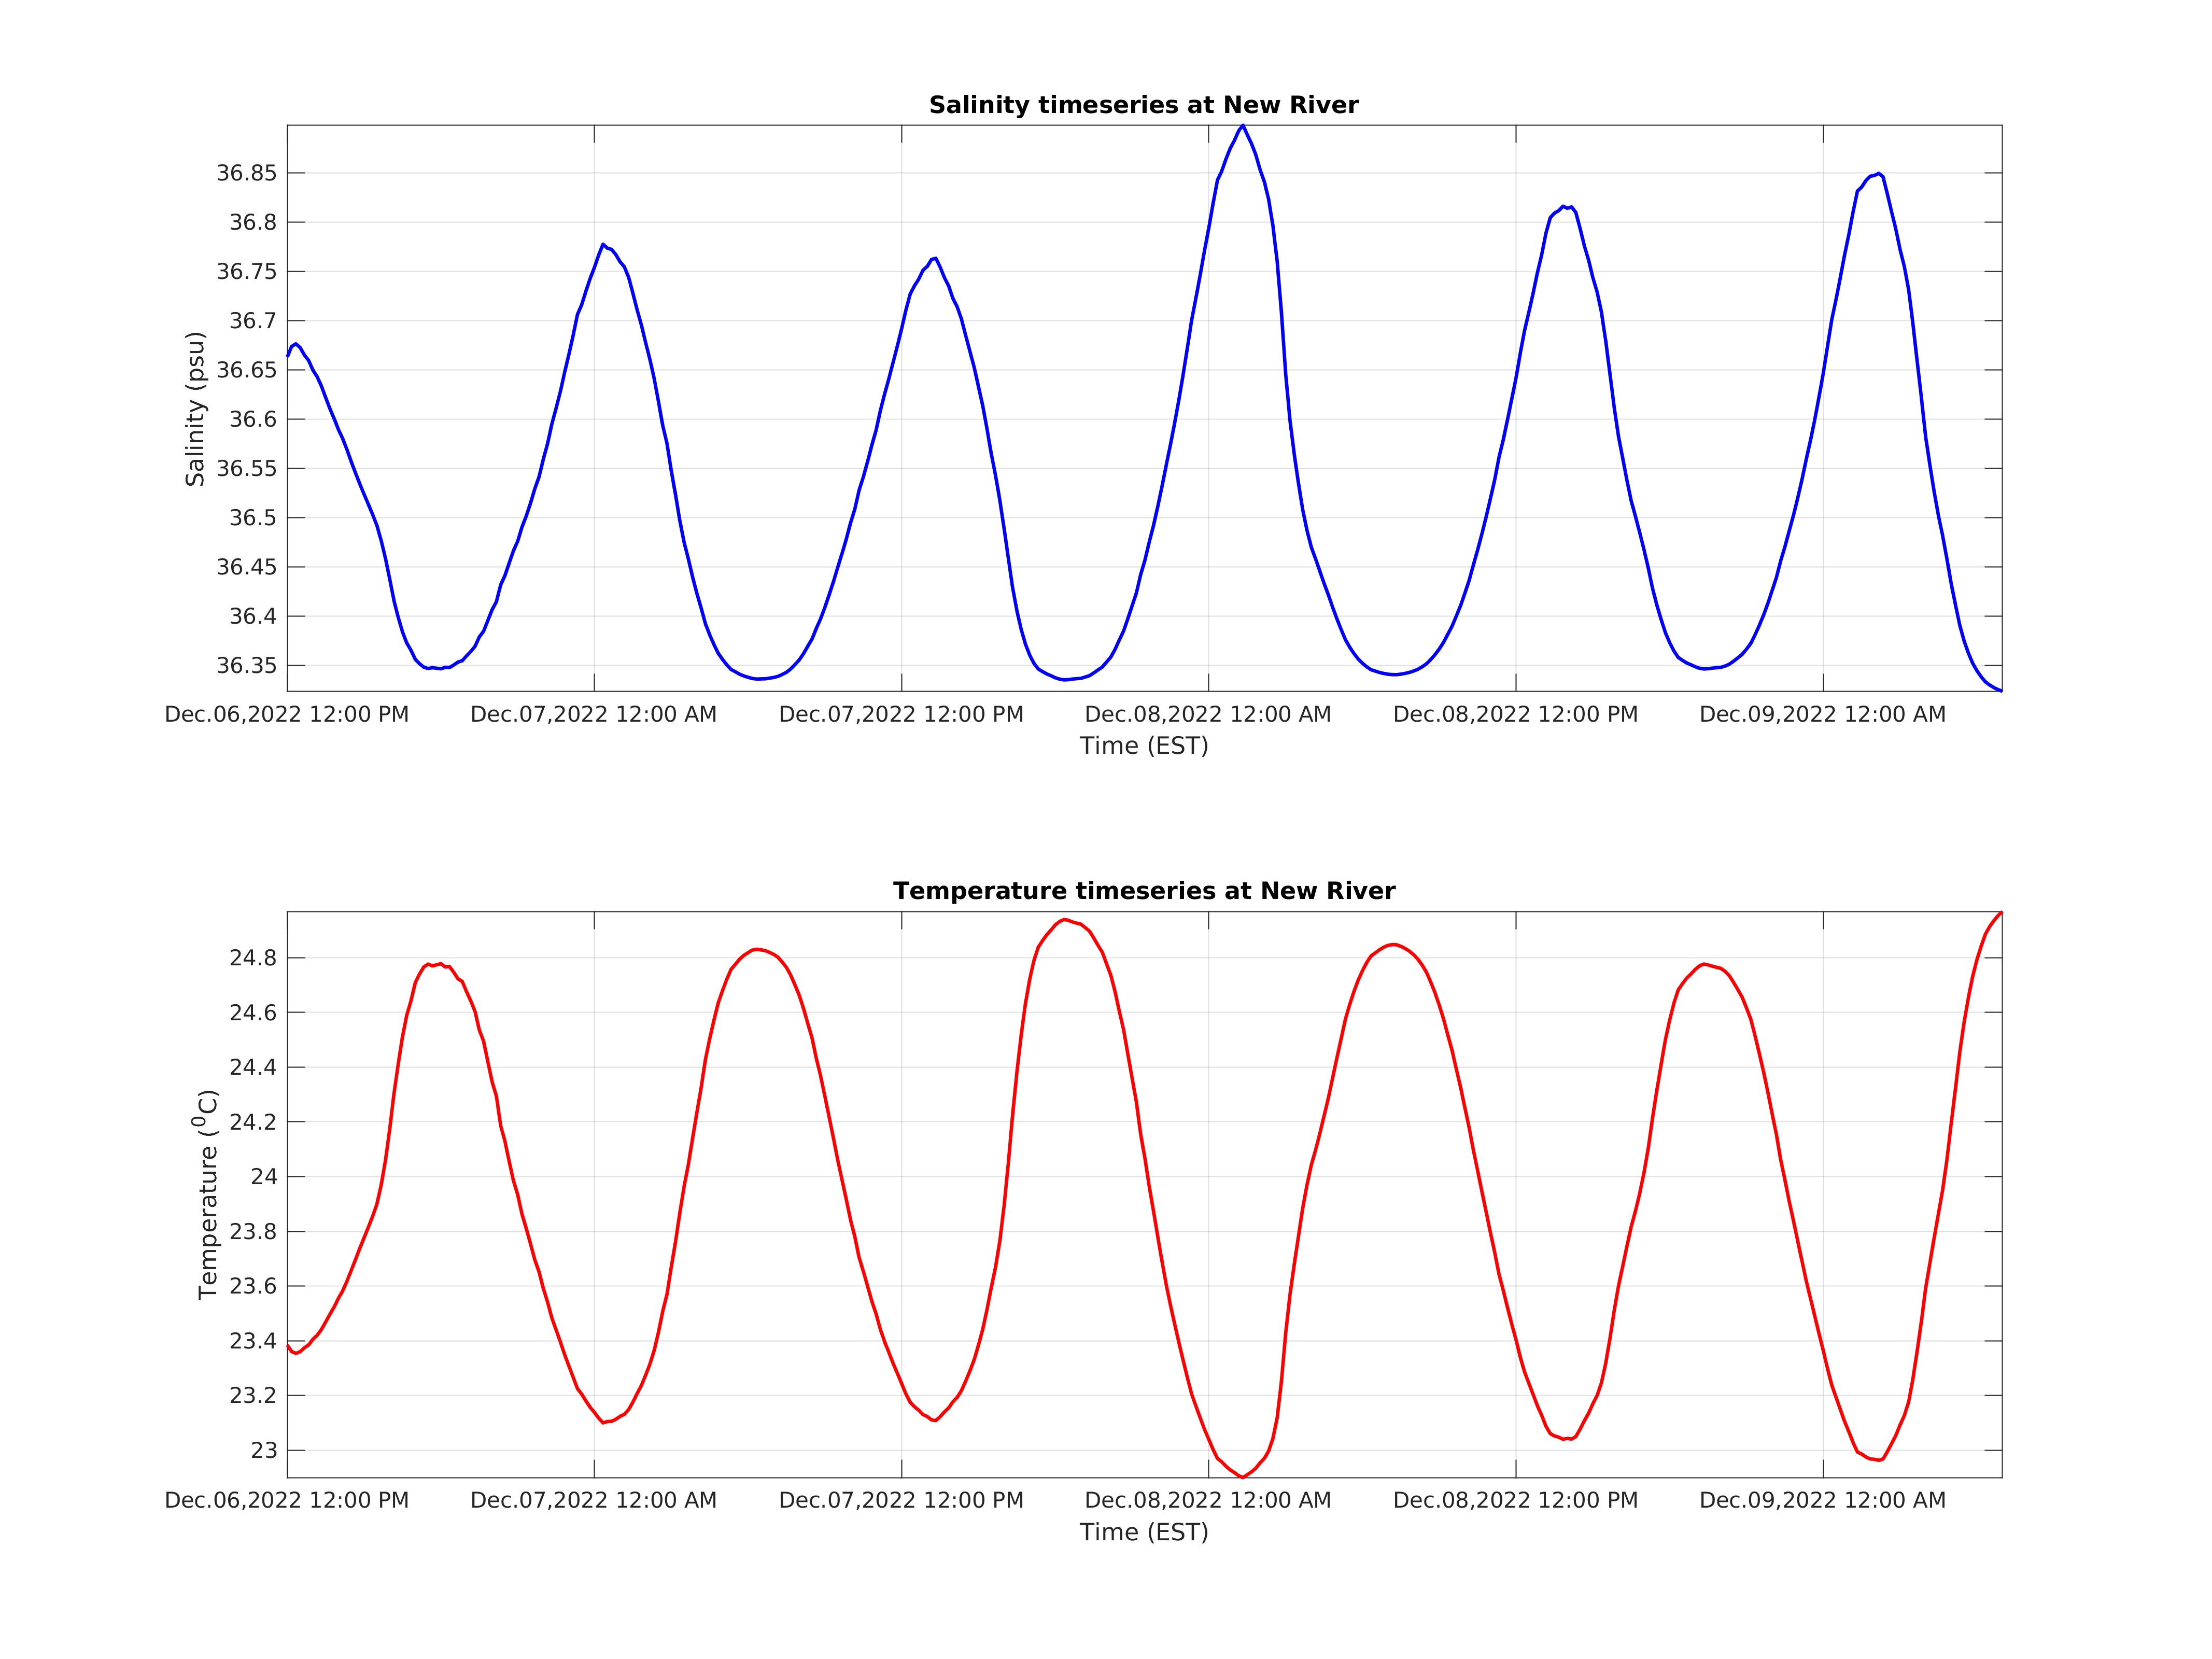 Salinity timeseries at New River
Salinity (psu)
36.85
36.8
36.75
36.7
36.65
36.6
36.55
36.5
36.45
36.4
36.35
Dec.06,2022 12:00 PM Dec.07,2022 12:00 AM Dec.07,2022 12:00 PM Dec.08,2022 12:00 AM Dec.08,2022 12:00 PM Dec.09,2022 12:00 AM
Time (EST)
Temperature timeseries at New River
Temperature (⁰C)
24.8
24.6
24.4
24.2
24
23.8
23.6
23.4
23.2
23
Dec.06,2022 12:00 PM Dec.07,2022 12:00 AM Dec.07,2022 12:00 PM Dec.08,2022 12:00 AM Dec.08,2022 12:00 PM Dec.09,2022 12:00 AM
Time (EST)